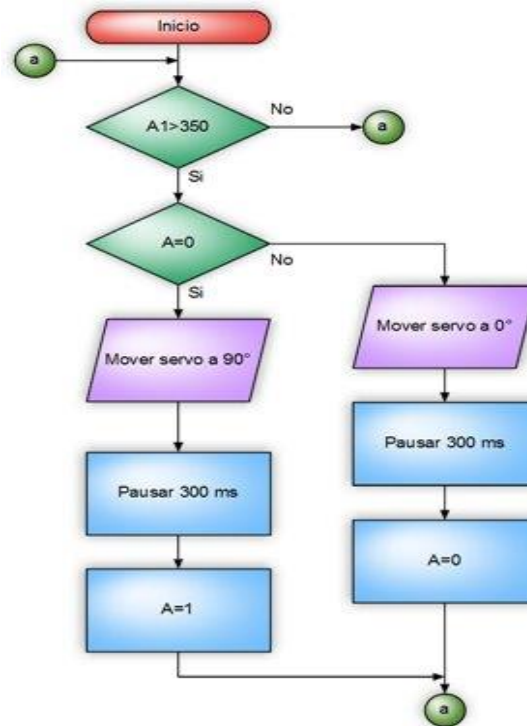 Inicio
a
A1>350
No
a
Si
A=0
No
Si
Mover servo a 90°
Mover servo a 0°
Pausar 300 ms
Pausar 300 ms
A=1
A=0
a